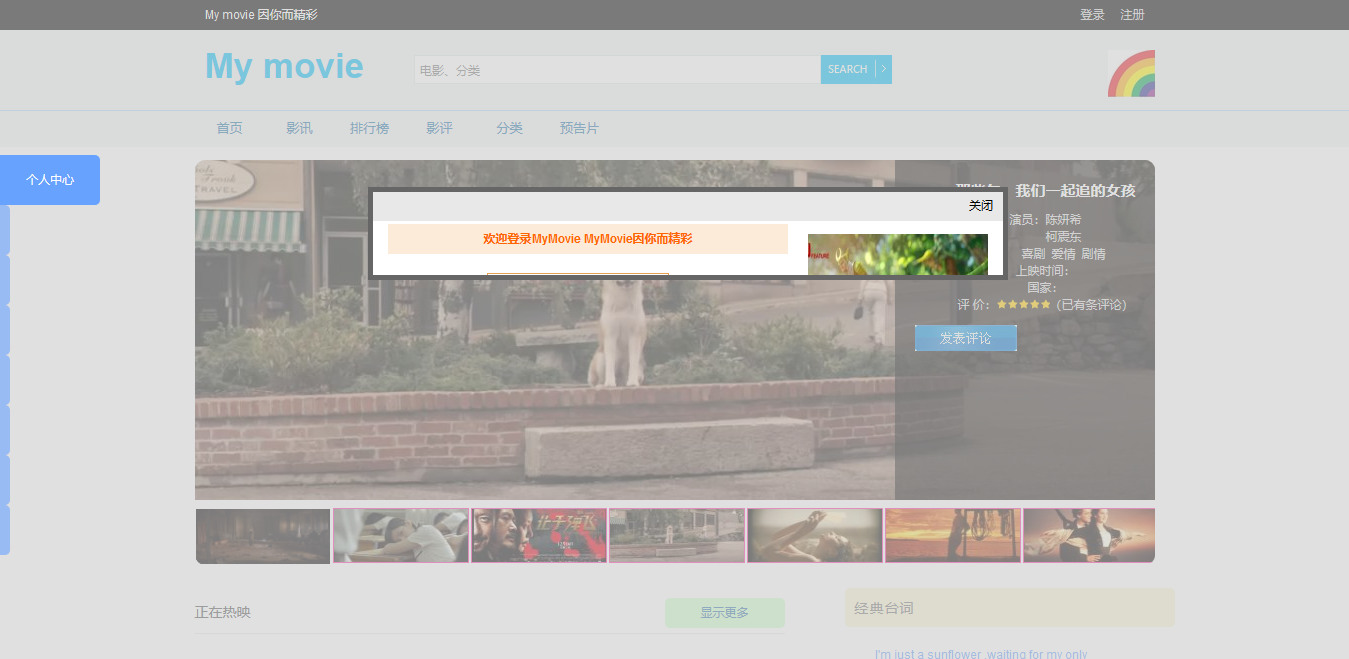 My movie 因你而精彩
登录 注册
My movie
电影、分类
SEARCH
首页 影讯 排行榜 影评 分类 预告片
个人中心
TRAVEL
我们一起追的女孩
关闭
演员：陈妍希
柯震东
欢迎登录MyMovie MyMovie因你而精彩
喜剧 爱情 剧情
FEATURE
上映时间：
国家：
评 价：★★★★★ (已有条评论)
发表评论
正在热映
显示更多
经典台词
I'm just a sunflower ,waiting for my only